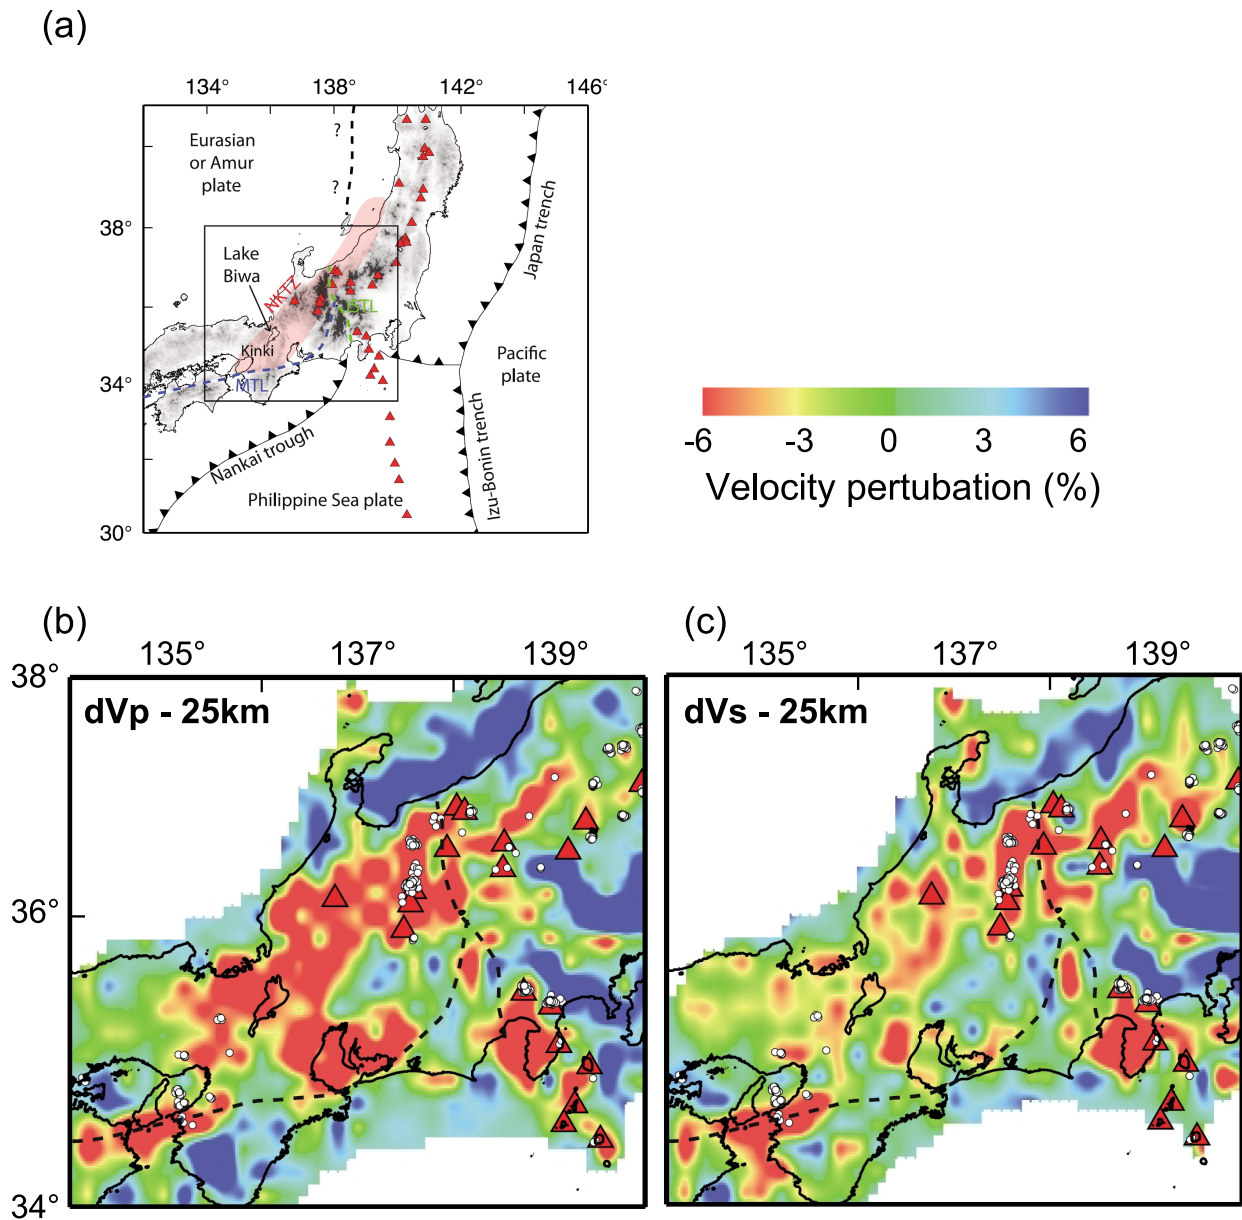 (a)
134° 138° 142° 146°
?
Eurasian
or Amur
plate
?
38°
Lake
Biwa
NKTZ
ISTL
Kinki
MTL
34°
Japan trench
Pacific
plate
Nankai trough
Izu-Bonin trench
Philippine Sea plate
30°
-6 -3 0 3 6
Velocity pertubation (%)
(b)
135° 137° 139°
38°
dVp - 25km
36°
34°
(c)
135° 137° 139°
dVs - 25km